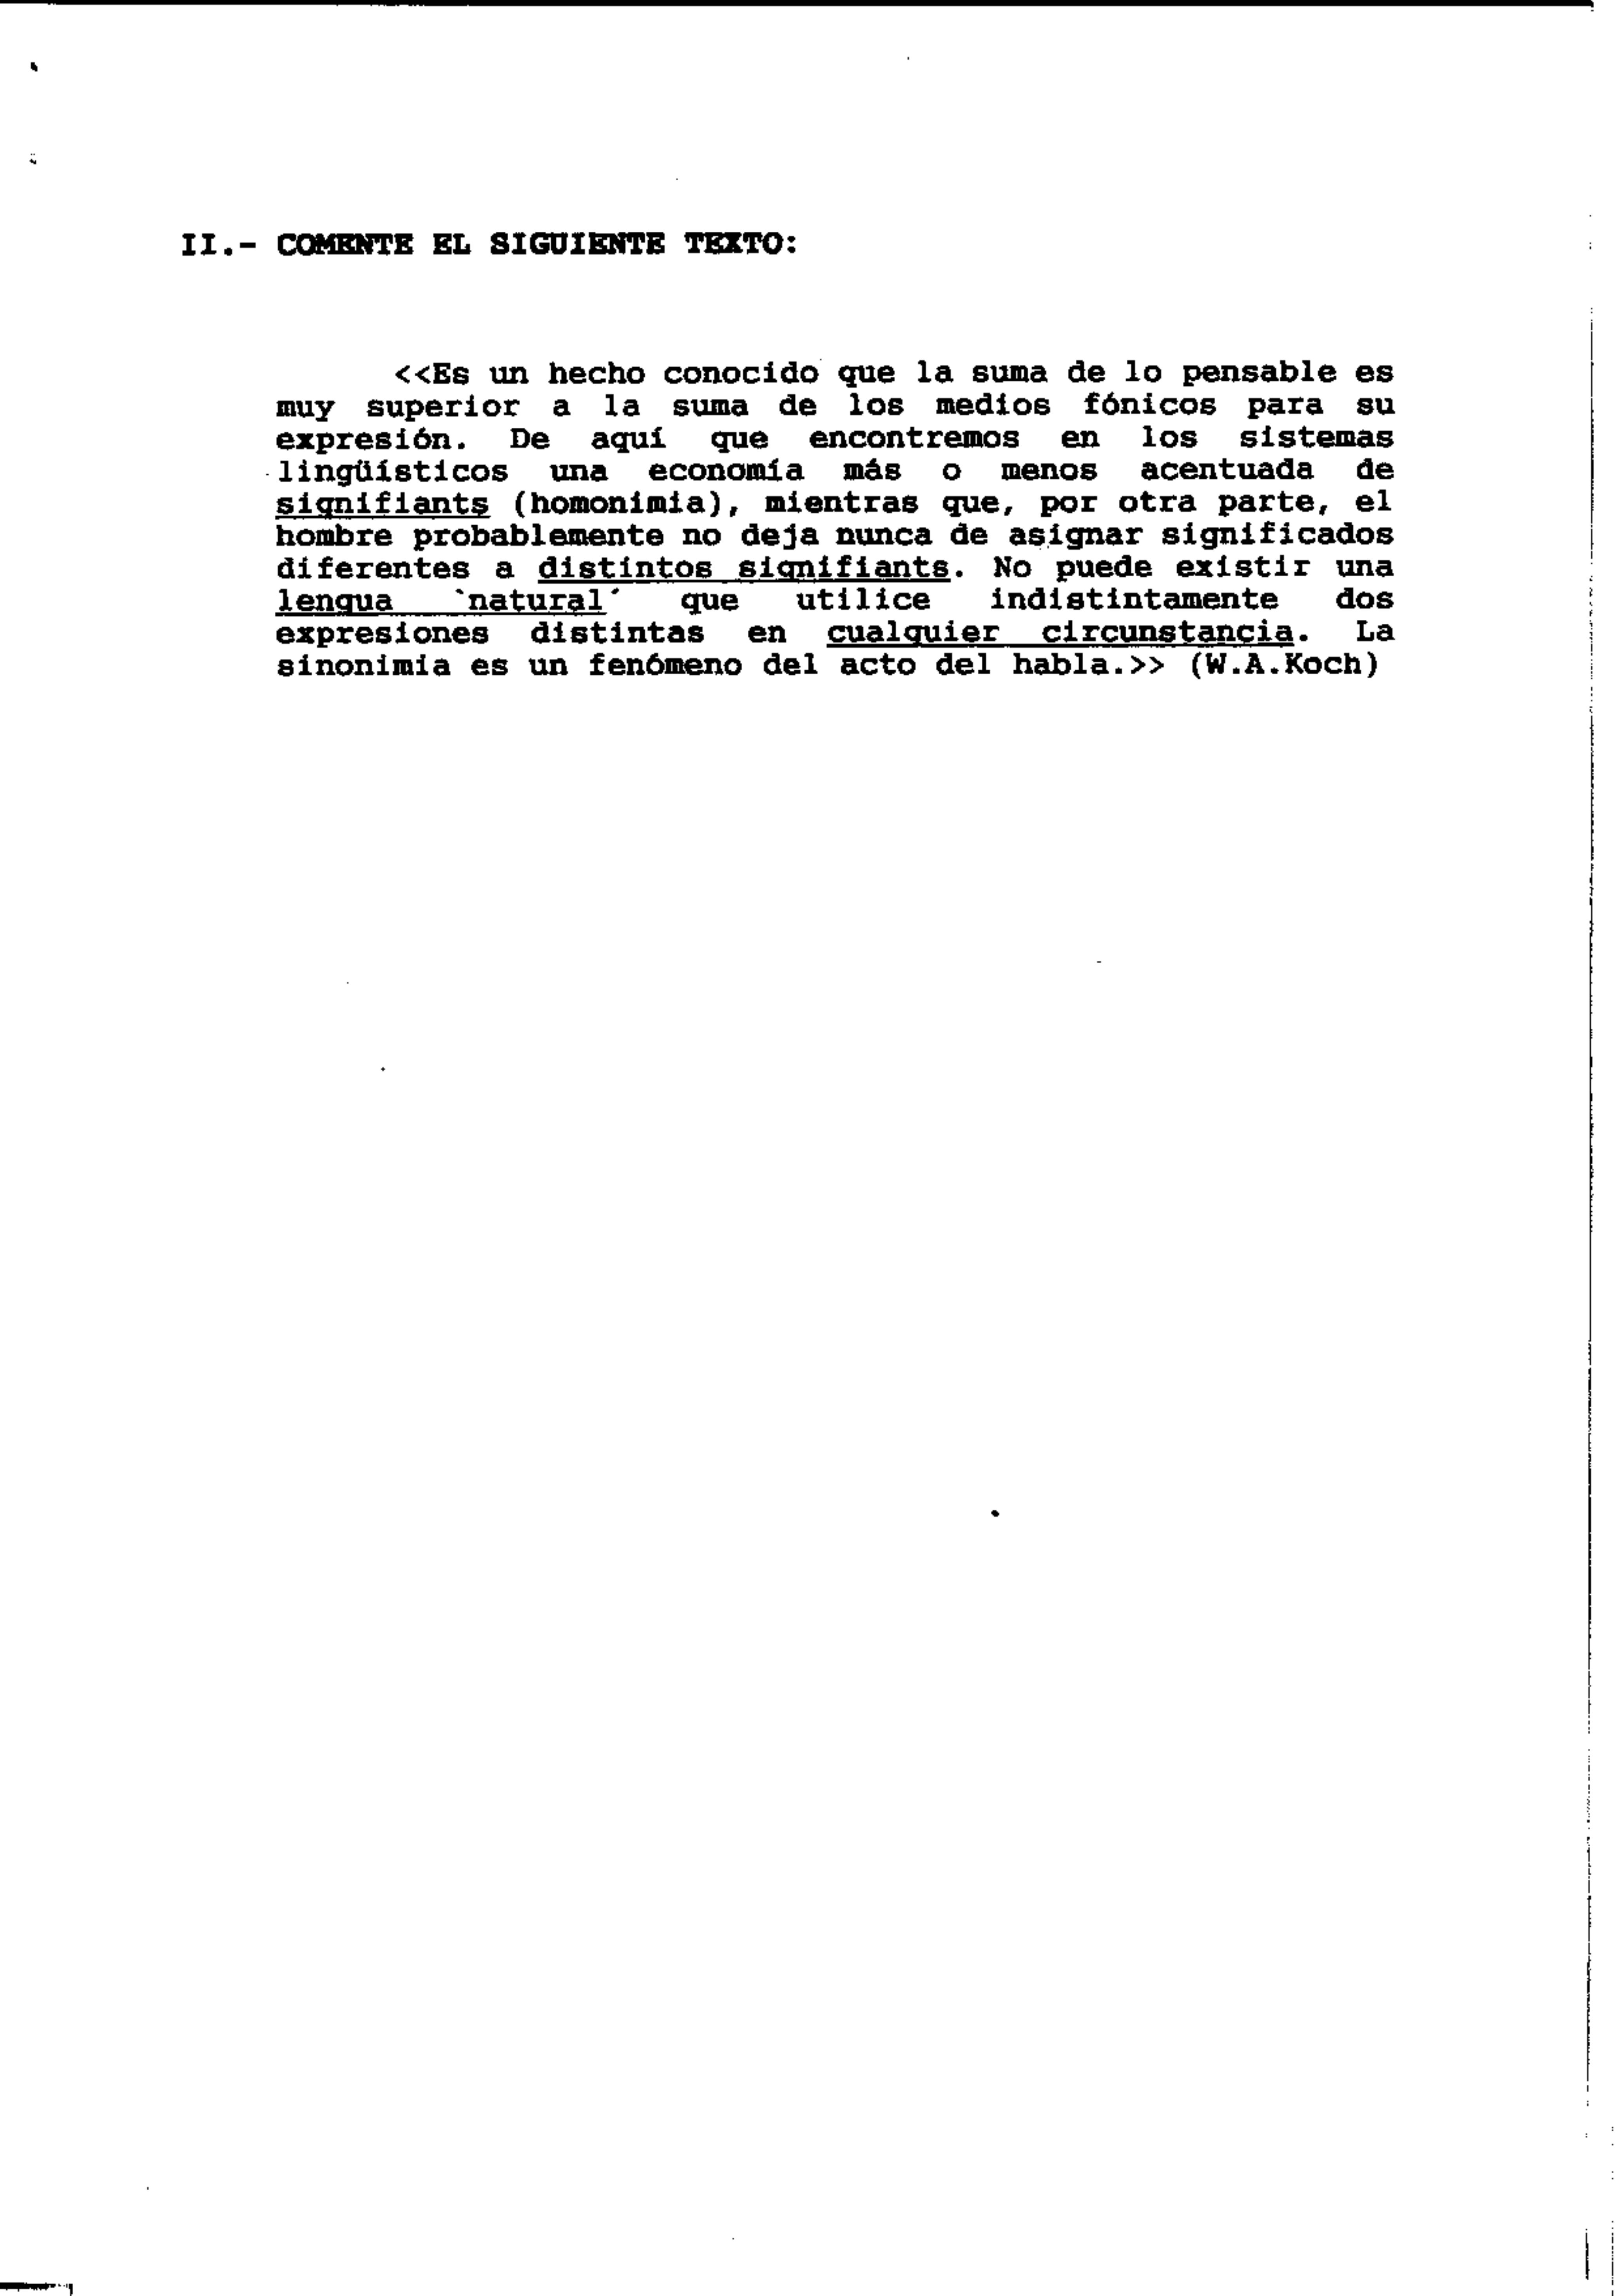 II.- COMENTE EL SIGUIENTE TEXTO:
<<Es un hecho conocido que la suma de lo pensable es
muy superior a la suma de los medios fónicos para su
expresión. De aquí que encontremos en los sistemas
lingüísticos una economía más o menos acentuada de
signifiants (homonimia), mientras que, por otra parte, el
hombre probablemente no deja nunca de asignar significados
diferentes a distintos signifiants. No puede existir una
lengua `natural´ que utilice indistintamente dos
expresiones distintas en cualquier circunstancia. La
sinonimia es un fenómeno del acto del habla.>> (W.A.Koch)